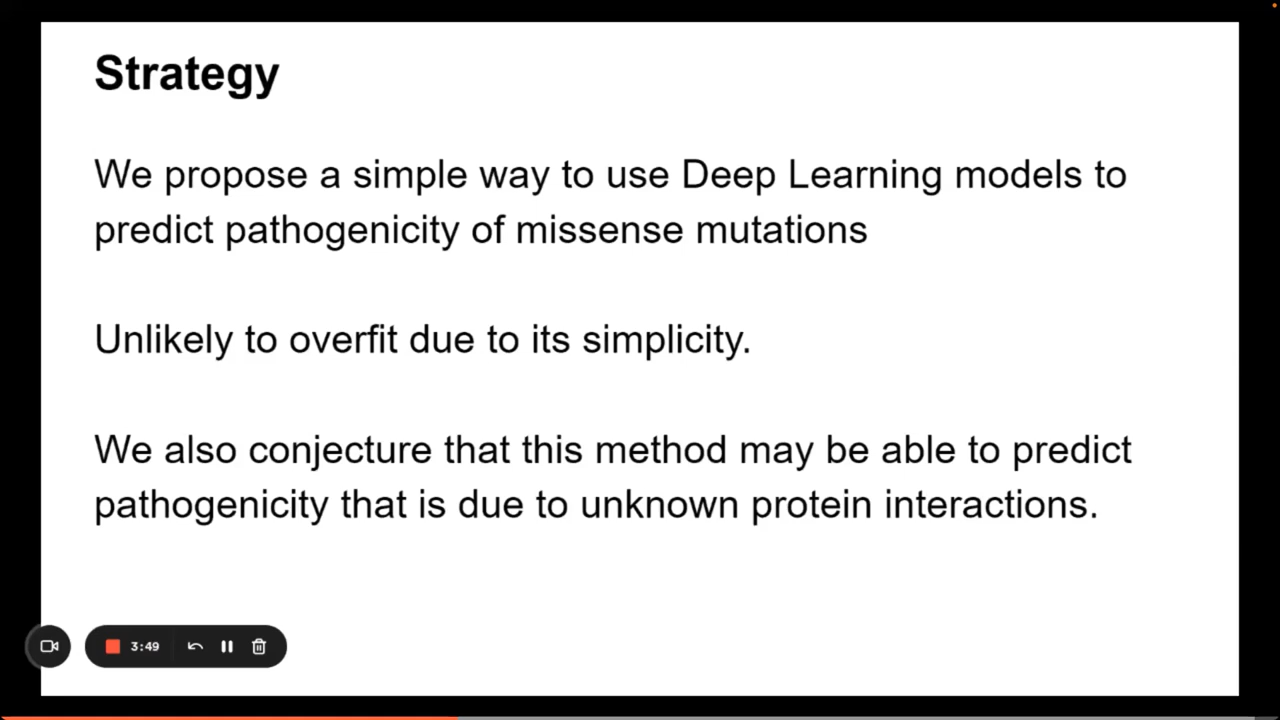 Strategy
We propose a simple way to use Deep Learning models to
predict pathogenicity of missense mutations
Unlikely to overfit due to its simplicity.
We also conjecture that this method may be able to predict
pathogenicity that is due to unknown protein interactions.
3:49